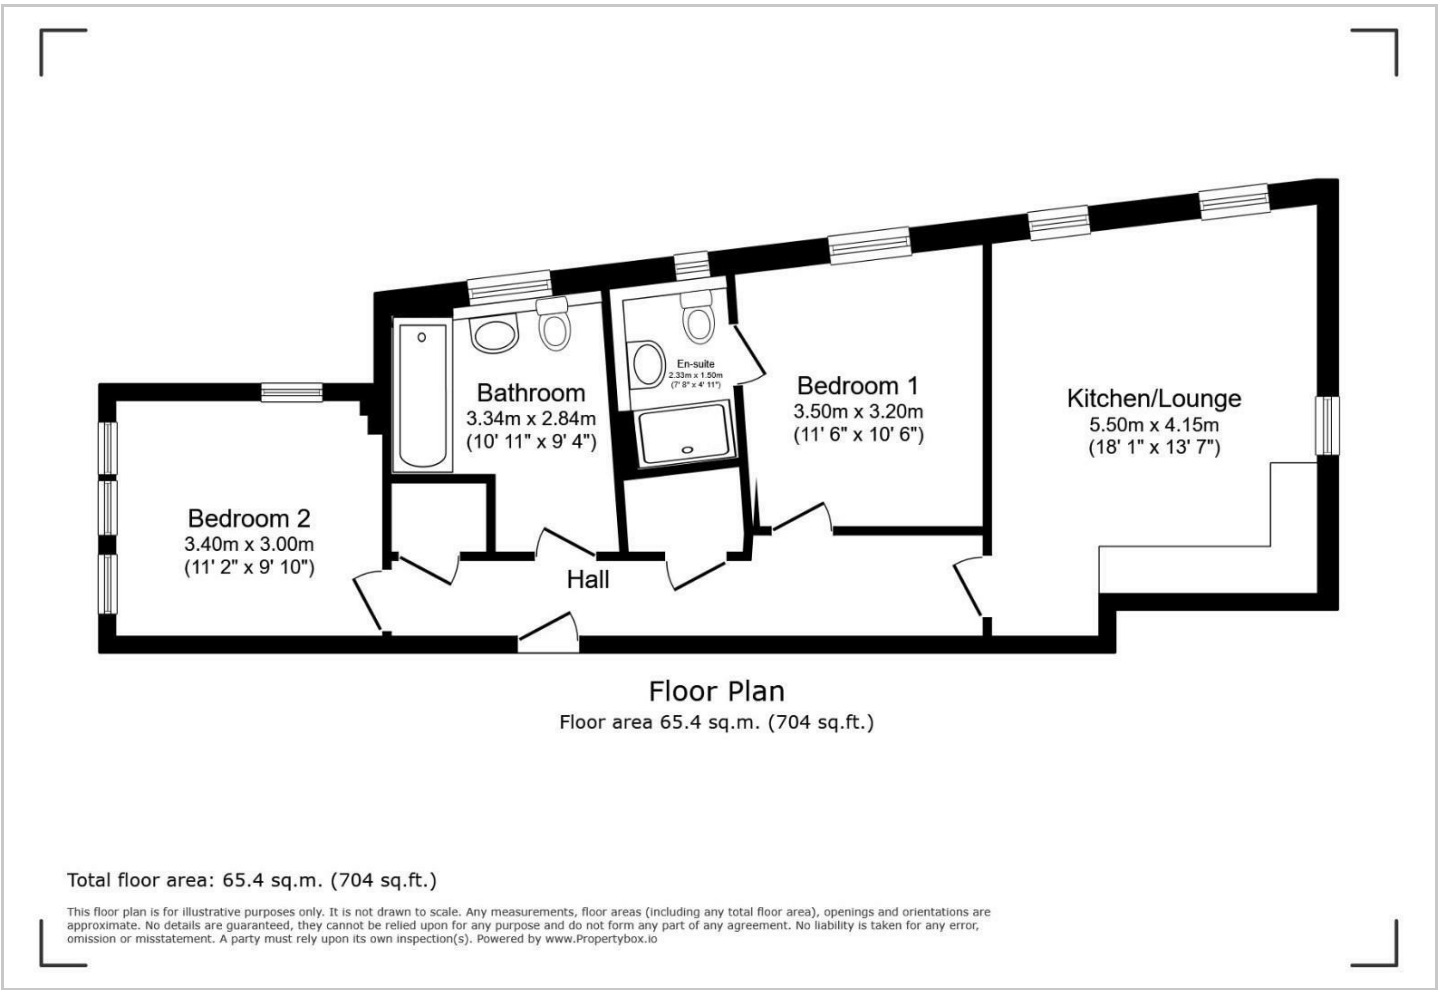 Bathroom
3.34m x 2.84m
(10' 11" x 9' 4")
En-suite
2.33m x 1.50m
(7' 8" x 4' 11")
Bedroom 1
3.50m x 3.20m
(11' 6" x 10' 6")
Kitchen/Lounge
5.50m x 4.15m
(18' 1" x 13' 7")
Bedroom 2
3.40m x 3.00m
(11' 2" x 9' 10")
Hall
Floor Plan
Floor area 65.4 sq.m. (704 sq.ft.)
Total floor area: 65.4 sq.m. (704 sq.ft.)
This floor plan is for illustrative purposes only. It is not drawn to scale. Any measurements, floor areas (including any total floor area), openings and orientations are
approximate. No details are guaranteed, they cannot be relied upon for any purpose and do not form any part of any agreement. No liability is taken for any error,
omission or misstatement. A party must rely upon its own inspection(s). Powered by www.Propertybox.io